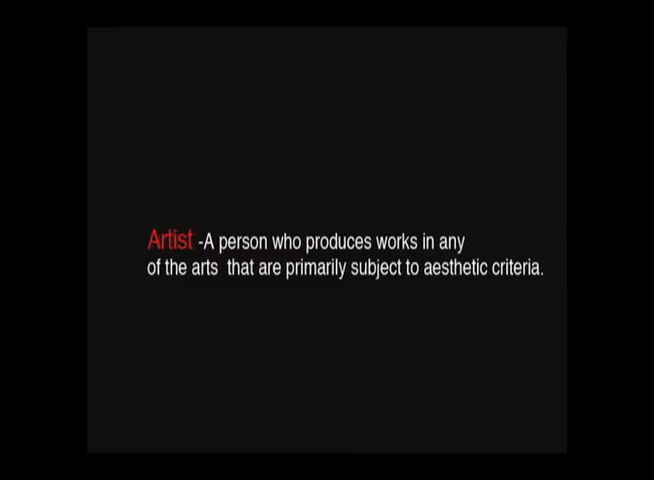 Artist -A person who produces works in any
of the arts  that are primarily subject to aesthetic criteria.